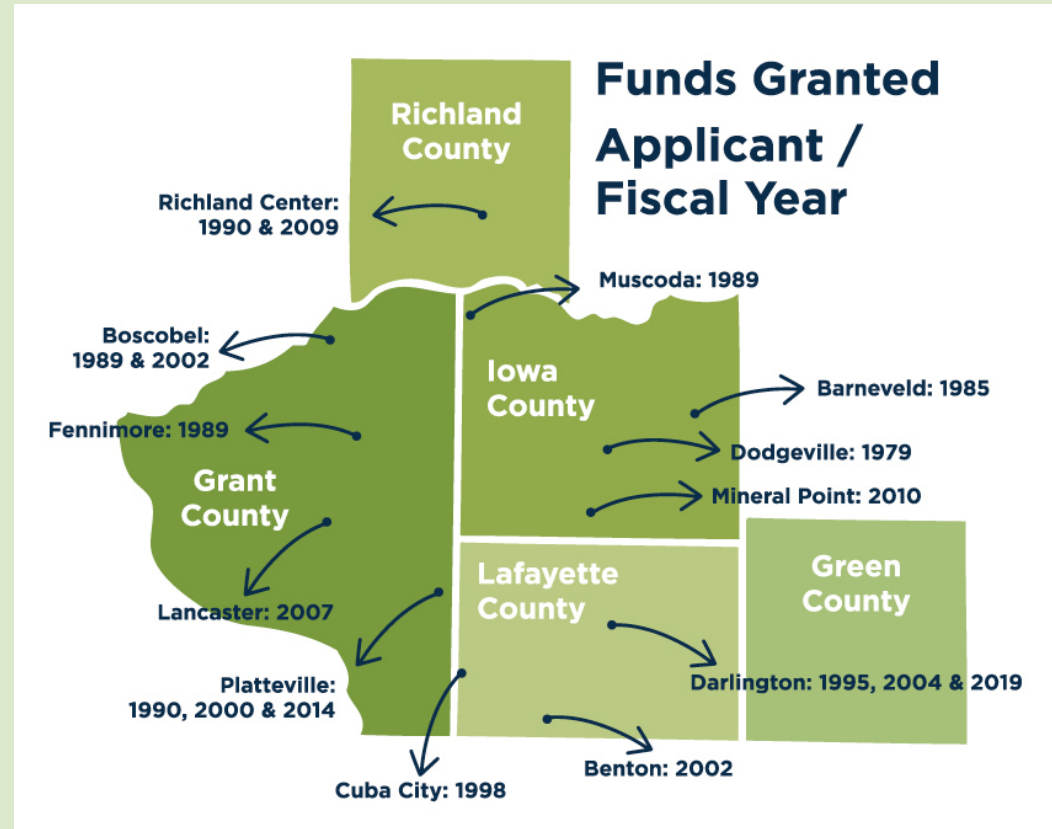 Funds Granted
Applicant /
Fiscal Year
Richland
County
Richland Center:
1990 & 2009
Muscoda: 1989
Boscobel:
1989 & 2002
Iowa
County
Barneveld: 1985
Fennimore: 1989
Dodgeville: 1979
Grant
County
Mineral Point: 2010
Lafayette
County
Green
County
Lancaster: 2007
Platteville:
1990, 2000 & 2014
Darlington: 1995, 2004 & 2019
Benton: 2002
Cuba City: 1998